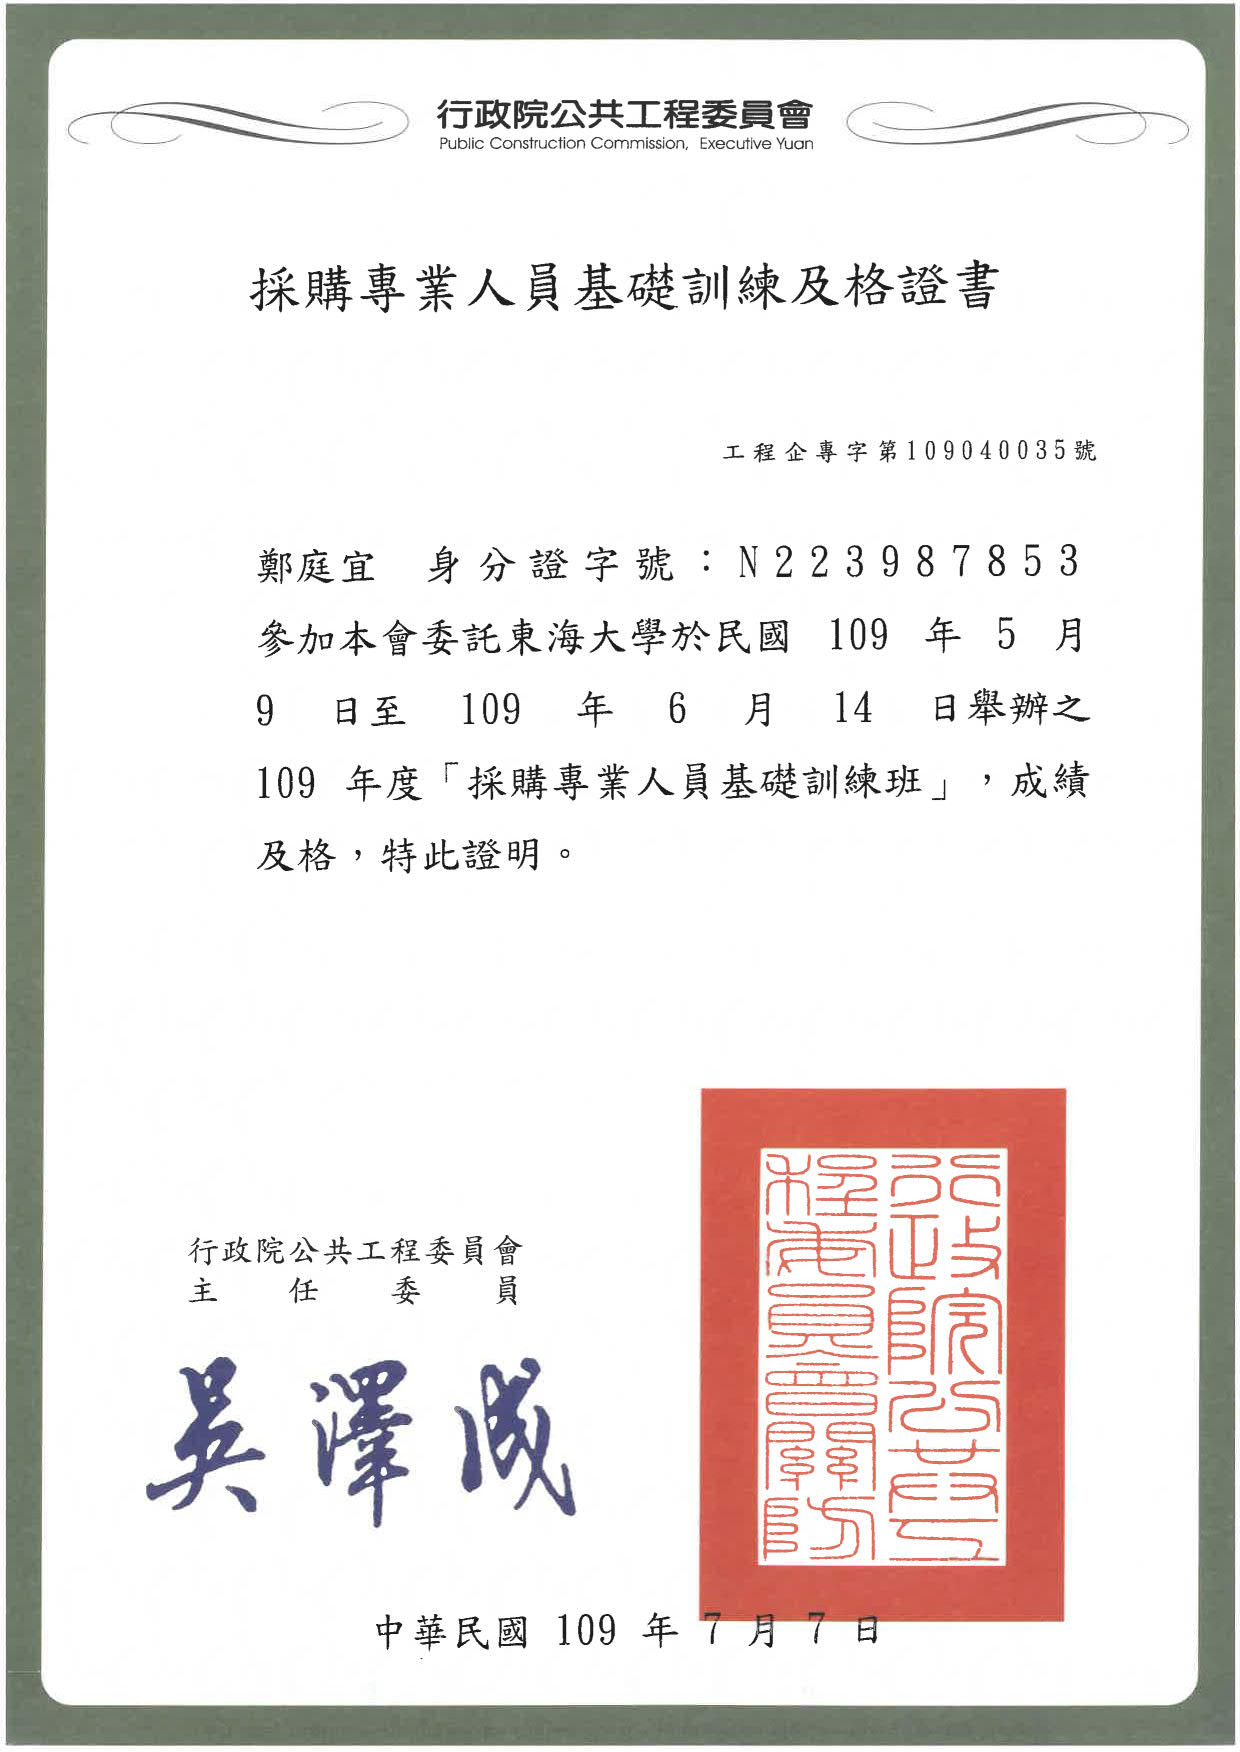 行政院公共工程委員會
Public Construction Commission, Executive Yuan
採購專業人員基礎訓練及格證書
工程企專字第109040035號
鄭庭宜 身分證字號：N223987853
參加本會委託東海大學於民國 109 年 5 月
9 日至 109 年 6 月 14 日舉辦之
109 年度「採購專業人員基礎訓練班」，成績
及格，特此證明。
行政院公共工程委員會
主任委員
吳澤成
行政院公共工
程委員會關防
中華民國 109 年 7 月 7 日